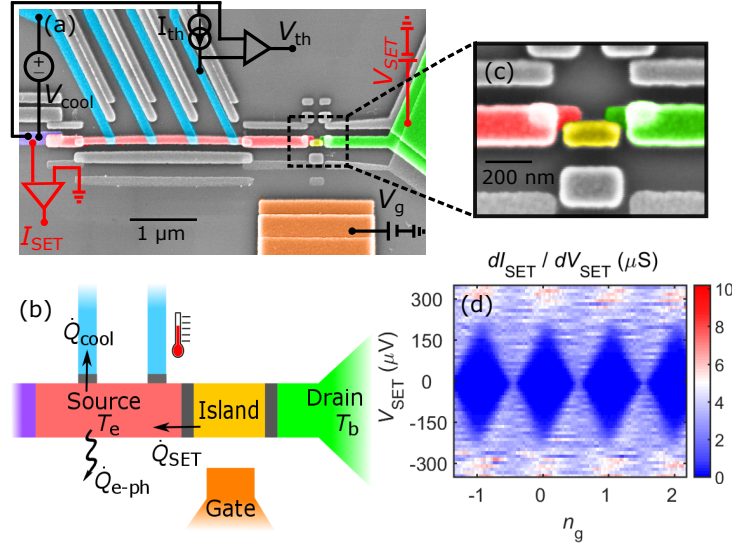 (a)
I_th
V_th
V_SET
+
−
V_cool
I_SET
1 μm
V_g
(c)
200 nm
(b)
Q̇_cool
Source
T_e
Island
Drain
T_b
Q̇_SET
Q̇_e-ph
Gate
dI_SET / dV_SET (μS)
(d)
V_SET (μV)
300
150
0
-150
-300
-1 0 1 2
n_g
10
8
6
4
2
0